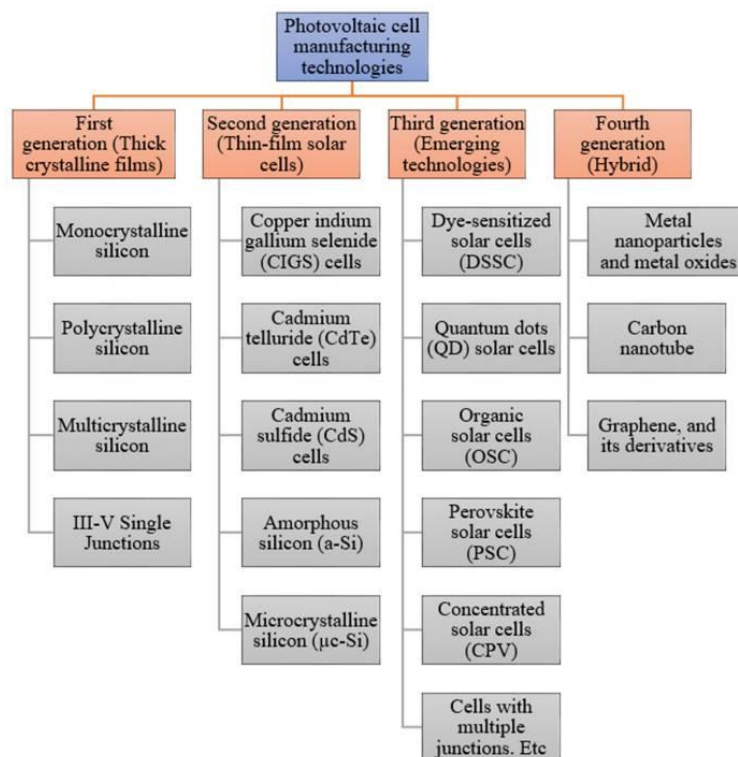 Photovoltaic cell
manufacturing
technologies
First
generation (Thick
crystalline films)
Monocrystalline
silicon
Polycrystalline
silicon
Multicrystalline
silicon
III-V Single
Junctions
Second generation
(Thin-film solar
cells)
Copper indium
gallium selenide
(CIGS) cells
Cadmium
telluride (CdTe)
cells
Cadmium
sulfide (CdS)
cells
Amorphous
silicon (a-Si)
Microcrystalline
silicon (µc-Si)
Third generation
(Emerging
technologies)
Dye-sensitized
solar cells
(DSSC)
Quantum dots
(QD) solar cells
Organic
solar cells
(OSC)
Perovskite
solar cells
(PSC)
Concentrated
solar cells
(CPV)
Cells with
multiple
junctions. Etc
Fourth
generation
(Hybrid)
Metal
nanoparticles
and metal oxides
Carbon
nanotube
Graphene, and
its derivatives